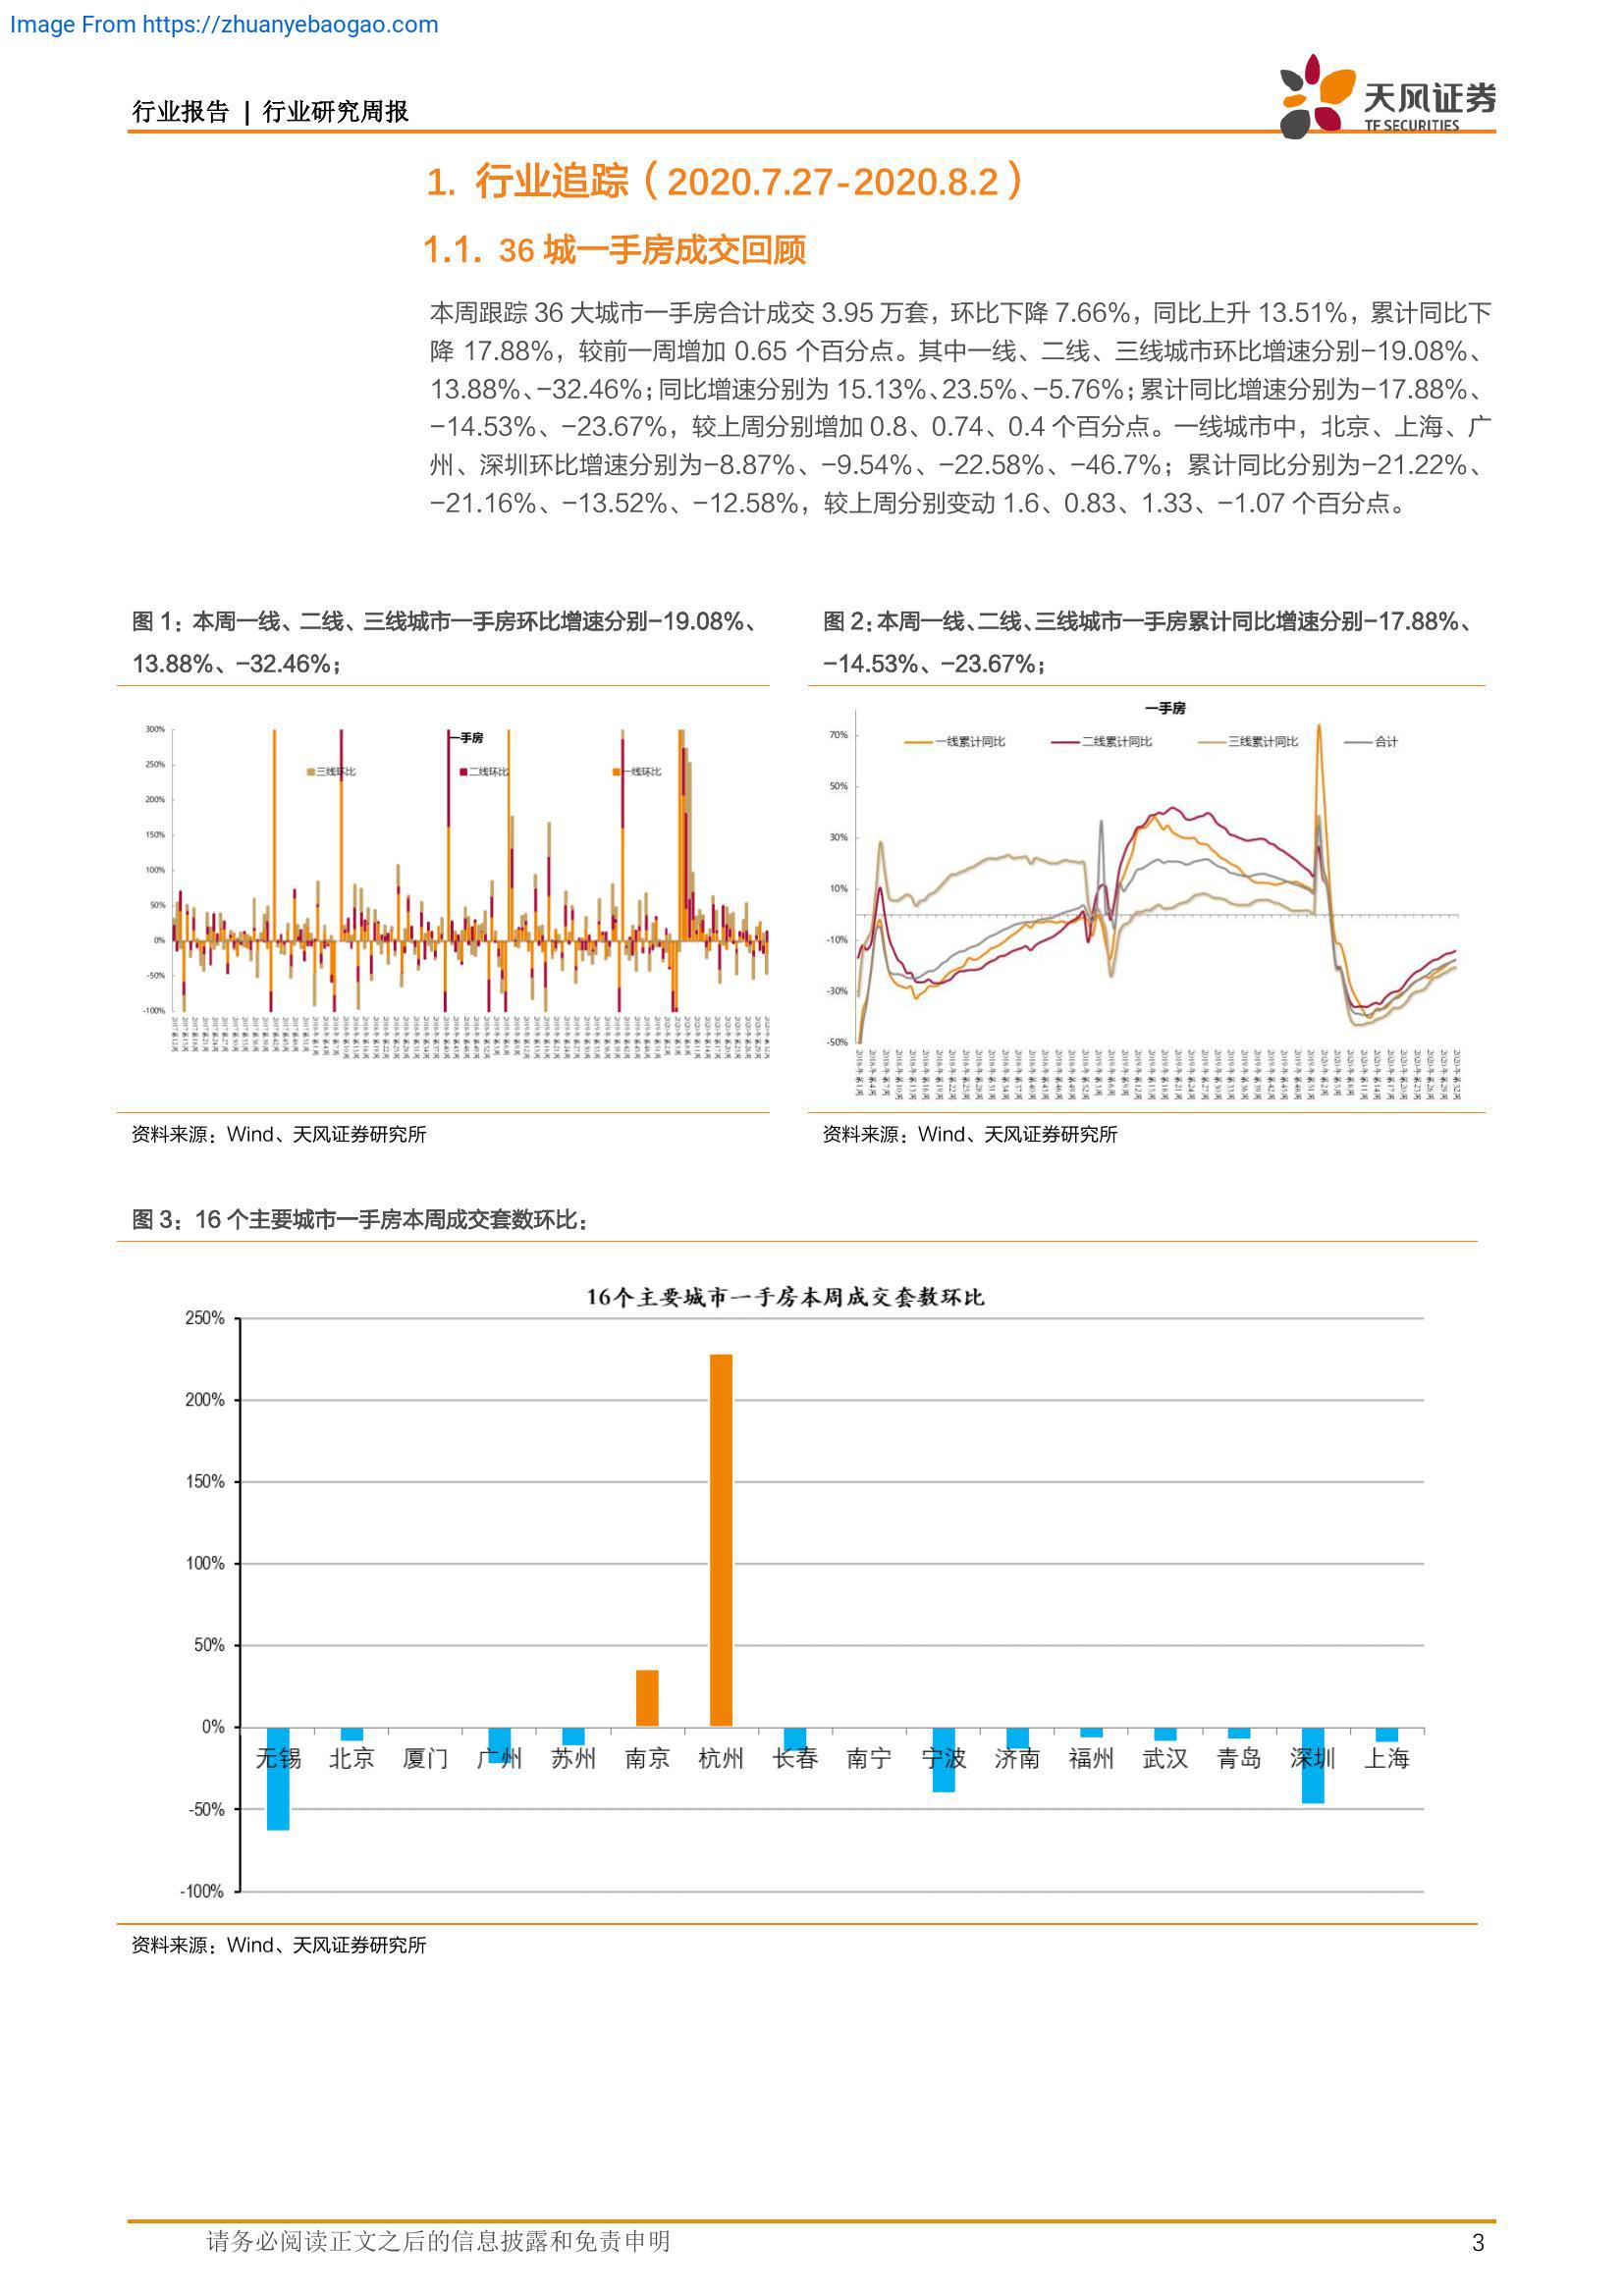 Image From https://zhuanyebaogao.com
行业报告 | 行业研究周报
天风证券
TF SECURITIES
1. 行业追踪（2020.7.27-2020.8.2）
1.1. 36 城一手房成交回顾
本周跟踪 36 大城市一手房合计成交 3.95 万套，环比下降 7.66%，同比上升 13.51%，累计同比下
降 17.88%，较前一周增加 0.65 个百分点。其中一线、二线、三线城市环比增速分别-19.08%、
13.88%、-32.46%；同比增速分别为 15.13%、23.5%、-5.76%；累计同比增速分别为-17.88%、
-14.53%、-23.67%，较上周分别增加 0.8、0.74、0.4 个百分点。一线城市中，北京、上海、广
州、深圳环比增速分别为-8.87%、-9.54%、-22.58%、-46.7%；累计同比分别为-21.22%、
-21.16%、-13.52%、-12.58%，较上周分别变动 1.6、0.83、1.33、-1.07 个百分点。
图 1：本周一线、二线、三线城市一手房环比增速分别-19.08%、
13.88%、-32.46%；
一手房
三线环比 二线环比 一线环比
300%
250%
200%
150%
100%
50%
0%
-50%
-100%
资料来源：Wind、天风证券研究所
图 2：本周一线、二线、三线城市一手房累计同比增速分别-17.88%、
-14.53%、-23.67%；
一手房
一线累计同比 二线累计同比 三线累计同比 合计
70%
50%
30%
10%
-10%
-30%
-50%
资料来源：Wind、天风证券研究所
图 3：16 个主要城市一手房本周成交套数环比：
16个主要城市一手房本周成交套数环比
250%
200%
150%
100%
50%
0%
-50%
-100%
无锡 北京 厦门 广州 苏州 南京 杭州 长春 南宁 宁波 济南 福州 武汉 青岛 深圳 上海
资料来源：Wind、天风证券研究所
请务必阅读正文之后的信息披露和免责申明
3